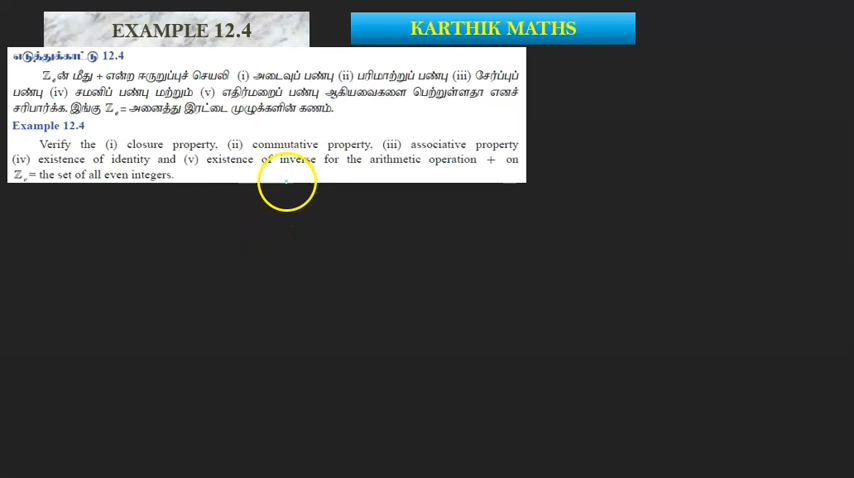 EXAMPLE 12.4
KARTHIK MATHS
எடுத்துக்காட்டு 12.4
ℤₑன் மீது + என்ற ஈருறுப்புச் செயலி (i) அடைவுப் பண்பு (ii) பரிமாற்றுப் பண்பு (iii) சேர்ப்புப்
பண்பு (iv) சமனிப் பண்பு மற்றும் (v) எதிர்மறைப் பண்பு ஆகியவைகளை பெற்றுள்ளதா எனச்
சரிபார்க்க. இங்கு ℤₑ = அனைத்து இரட்டை முழுக்களின் கணம்.
Example 12.4
Verify the (i) closure property, (ii) commutative property, (iii) associative property
(iv) existence of identity and (v) existence of inverse for the arithmetic operation + on
ℤₑ = the set of all even integers.